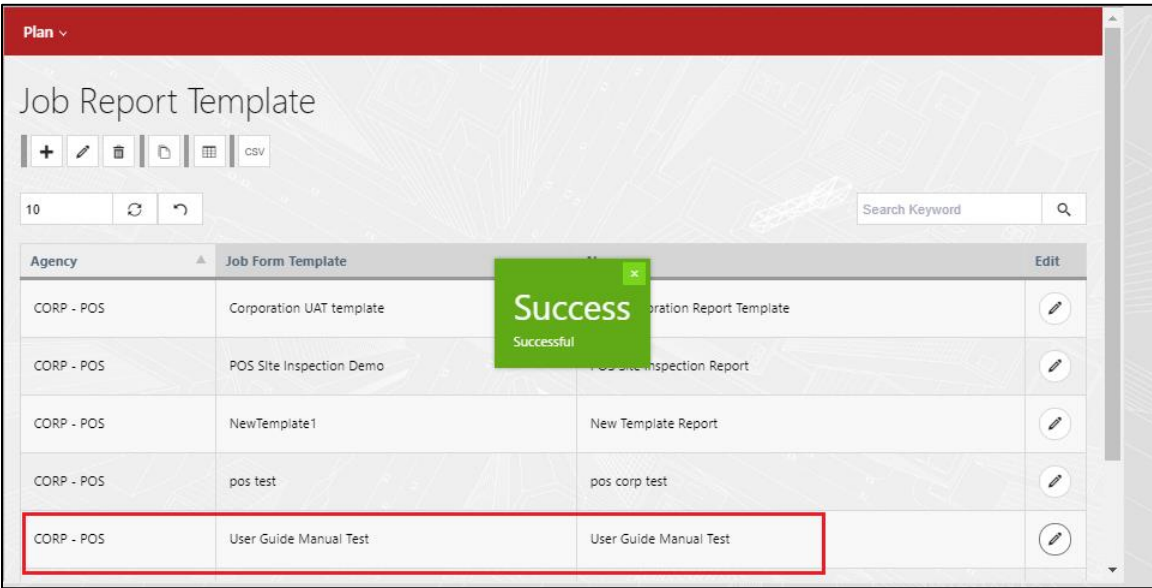 Plan
Job Report Template
CSV
10
Search Keyword
Agency Job Form Template Edit
CORP - POS Corporation UAT template Report Template
Success
Successful
CORP - POS POS SIte Inspection Demo Inspection Report
CORP - POS NewTemplate1 New Template Report
CORP - POS pos test pos corp test
CORP - POS User Guide Manual Test User Guide Manual Test